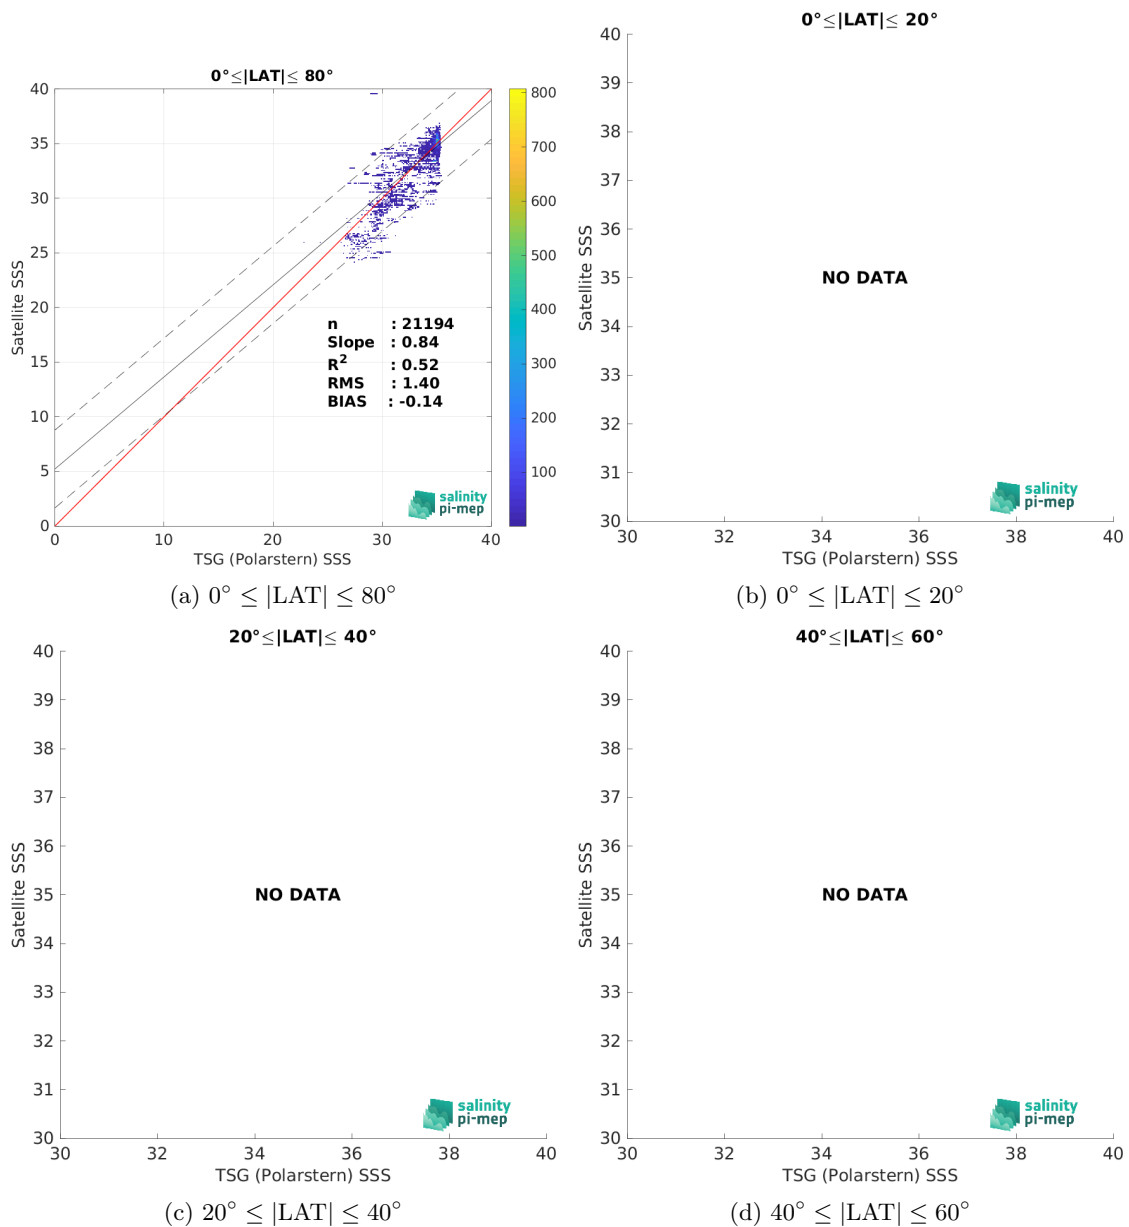 0°≤|LAT|≤ 80°
40
35
30
25
20
15
10
5
0
Satellite SSS
0
10
20
30
40
TSG (Polarstern) SSS
800
700
600
500
400
300
200
100
n : 21194
Slope : 0.84
R² : 0.52
RMS : 1.40
BIAS : -0.14
salinity
pi-mep
(a) 0° ≤ |LAT| ≤ 80°
0°≤|LAT|≤ 20°
40
39
38
37
36
35
34
33
32
31
30
Satellite SSS
NO DATA
salinity
pi-mep
30
32
34
36
38
40
TSG (Polarstern) SSS
(b) 0° ≤ |LAT| ≤ 20°
20°≤|LAT|≤ 40°
40
39
38
37
36
35
34
33
32
31
30
Satellite SSS
NO DATA
salinity
pi-mep
30
32
34
36
38
40
TSG (Polarstern) SSS
(c) 20° ≤ |LAT| ≤ 40°
40°≤|LAT|≤ 60°
40
39
38
37
36
35
34
33
32
31
30
Satellite SSS
NO DATA
salinity
pi-mep
30
32
34
36
38
40
TSG (Polarstern) SSS
(d) 40° ≤ |LAT| ≤ 60°